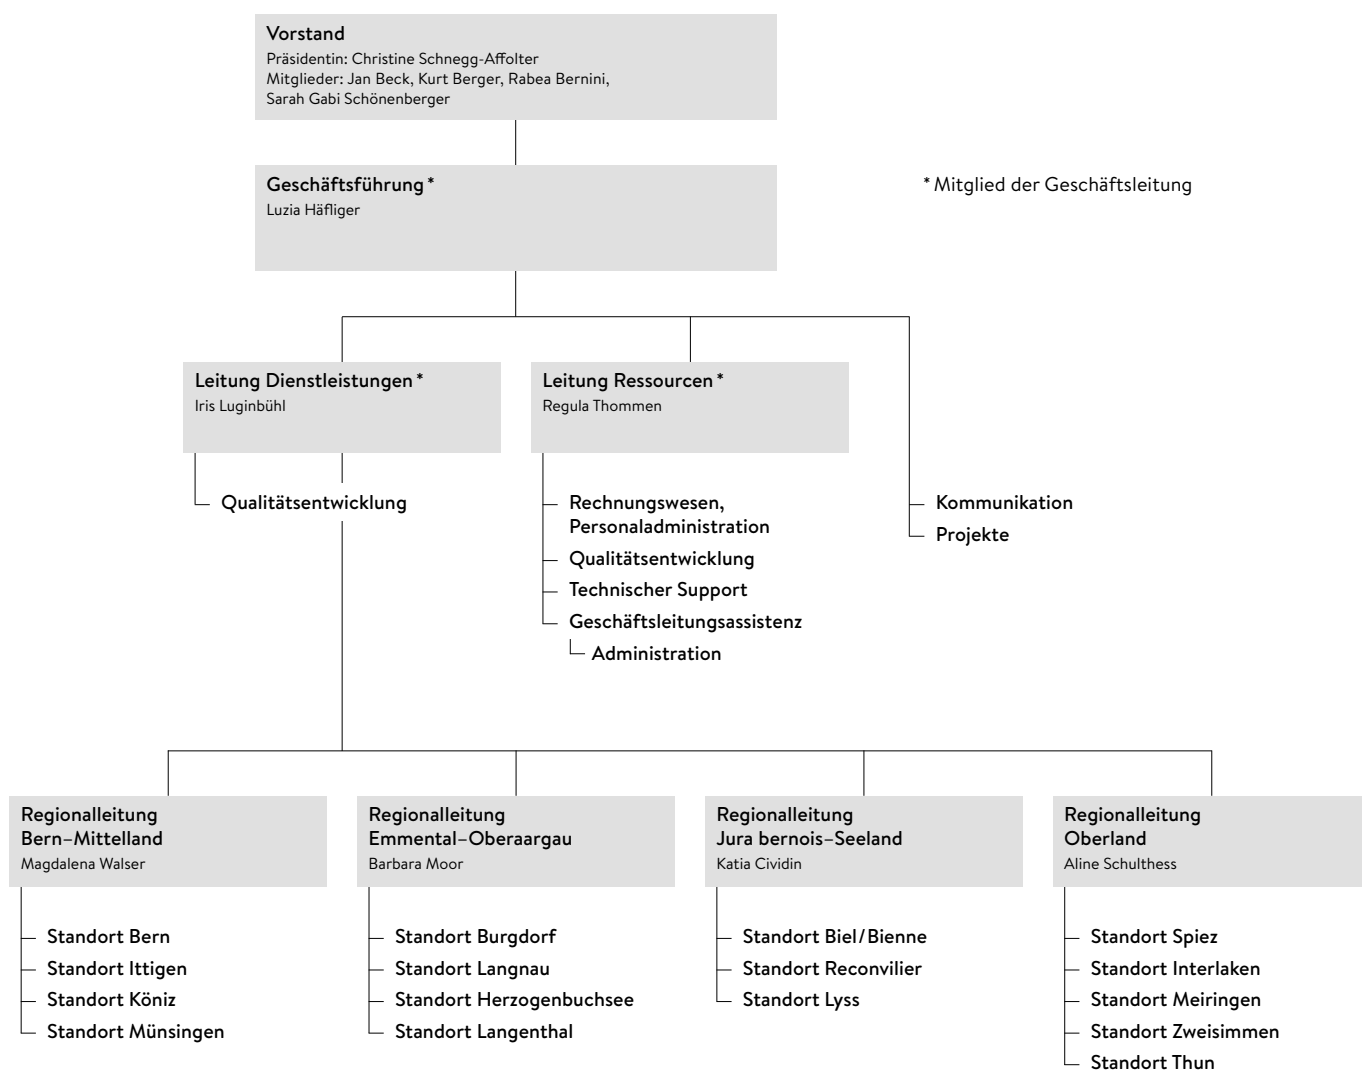 Vorstand
Präsidentin: Christine Schnegg-Affolter
Mitglieder: Jan Beck, Kurt Berger, Rabea Bernini,
Sarah Gabi Schönenberger
Geschäftsführung *
Luzia Häfliger
* Mitglied der Geschäftsleitung
Leitung Dienstleistungen *
Iris Luginbühl
Qualitätsentwicklung
Leitung Ressourcen *
Regula Thommen
Rechnungswesen,
Personaladministration
Qualitätsentwicklung
Technischer Support
Geschäftsleitungsassistenz
Administration
Kommunikation
Projekte
Regionalleitung
Bern–Mittelland
Magdalena Walser
Standort Bern
Standort Ittigen
Standort Köniz
Standort Münsingen
Regionalleitung
Emmental–Oberaargau
Barbara Moor
Standort Burgdorf
Standort Langnau
Standort Herzogenbuchsee
Standort Langenthal
Regionalleitung
Jura bernois–Seeland
Katia Cividin
Standort Biel/Bienne
Standort Reconvilier
Standort Lyss
Regionalleitung
Oberland
Aline Schulthess
Standort Spiez
Standort Interlaken
Standort Meiringen
Standort Zweisimmen
Standort Thun